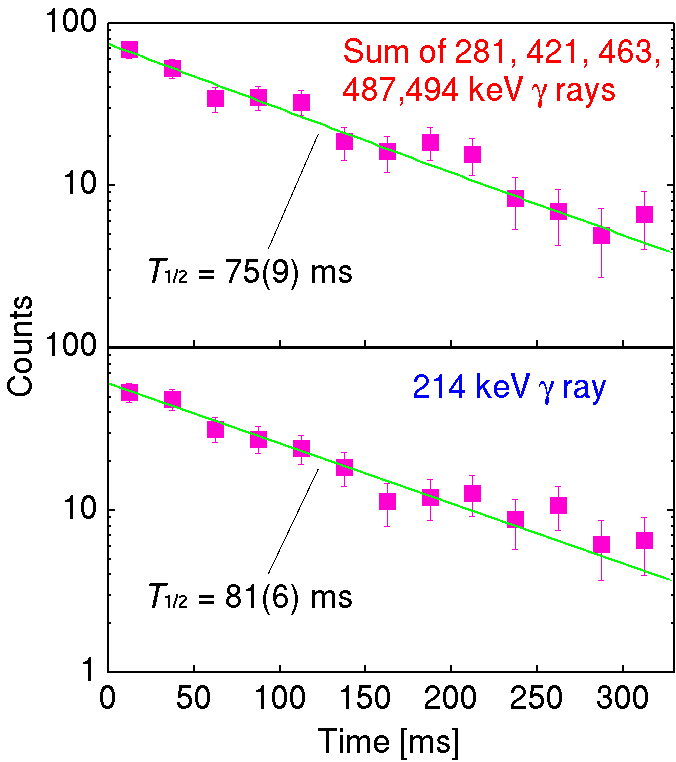 100
Sum of 281, 421, 463,
487,494 keV γ rays
10
T1/2 = 75(9) ms
Counts
100
214 keV γ ray
10
T1/2 = 81(6) ms
1
0 50 100 150 200 250 300
Time [ms]